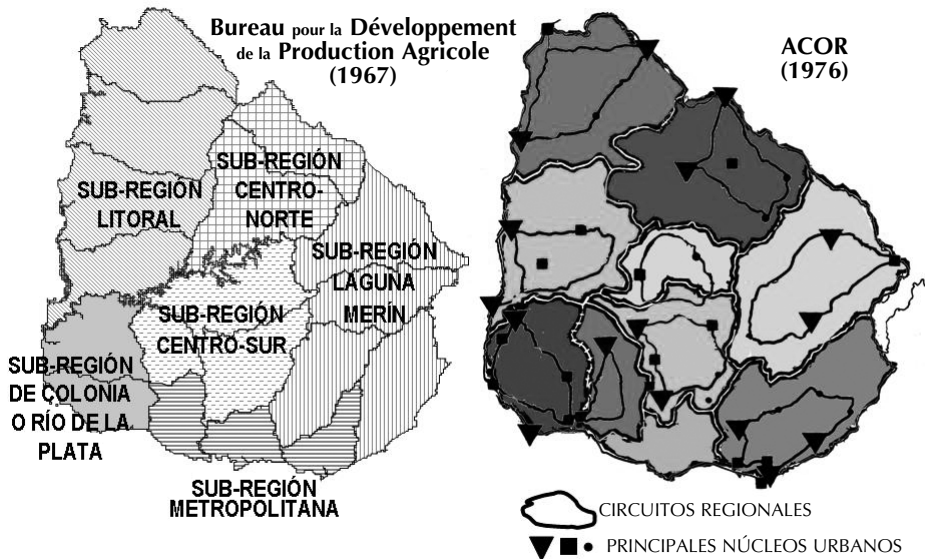 Bureau pour la Développement
de la Production Agricole
(1967)
SUB-REGIÓN
LITORAL
SUB-REGIÓN
CENTRO-
NORTE
SUB-REGIÓN
LAGUNA
MERÍN
SUB-REGIÓN
CENTRO-SUR
SUB-REGIÓN
DE COLONIA
O RÍO DE LA
PLATA
SUB-REGIÓN
METROPOLITANA
ACOR
(1976)
CIRCUITOS REGIONALES
PRINCIPALES NÚCLEOS URBANOS